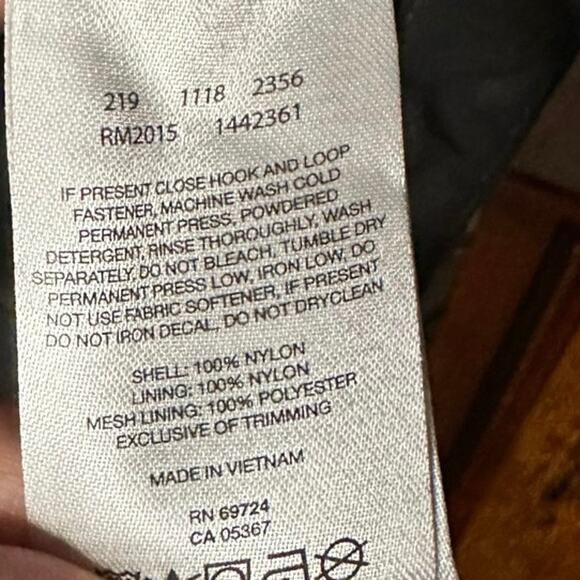 219 1118 2356
RM2015 1442361
IF PRESENT CLOSE HOOK AND LOOP
FASTENER, MACHINE WASH COLD
PERMANENT PRESS, POWDERED
DETERGENT, RINSE THOROUGHLY, WASH
SEPARATELY, DO NOT BLEACH, TUMBLE DRY
PERMANENT PRESS LOW, IRON LOW, DO
NOT USE FABRIC SOFTENER, IF PRESENT
DO NOT IRON DECAL, DO NOT DRYCLEAN
SHELL: 100% NYLON
LINING: 100% NYLON
MESH LINING: 100% POLYESTER
EXCLUSIVE OF TRIMMING
MADE IN VIETNAM
RN 69724
CA 05367